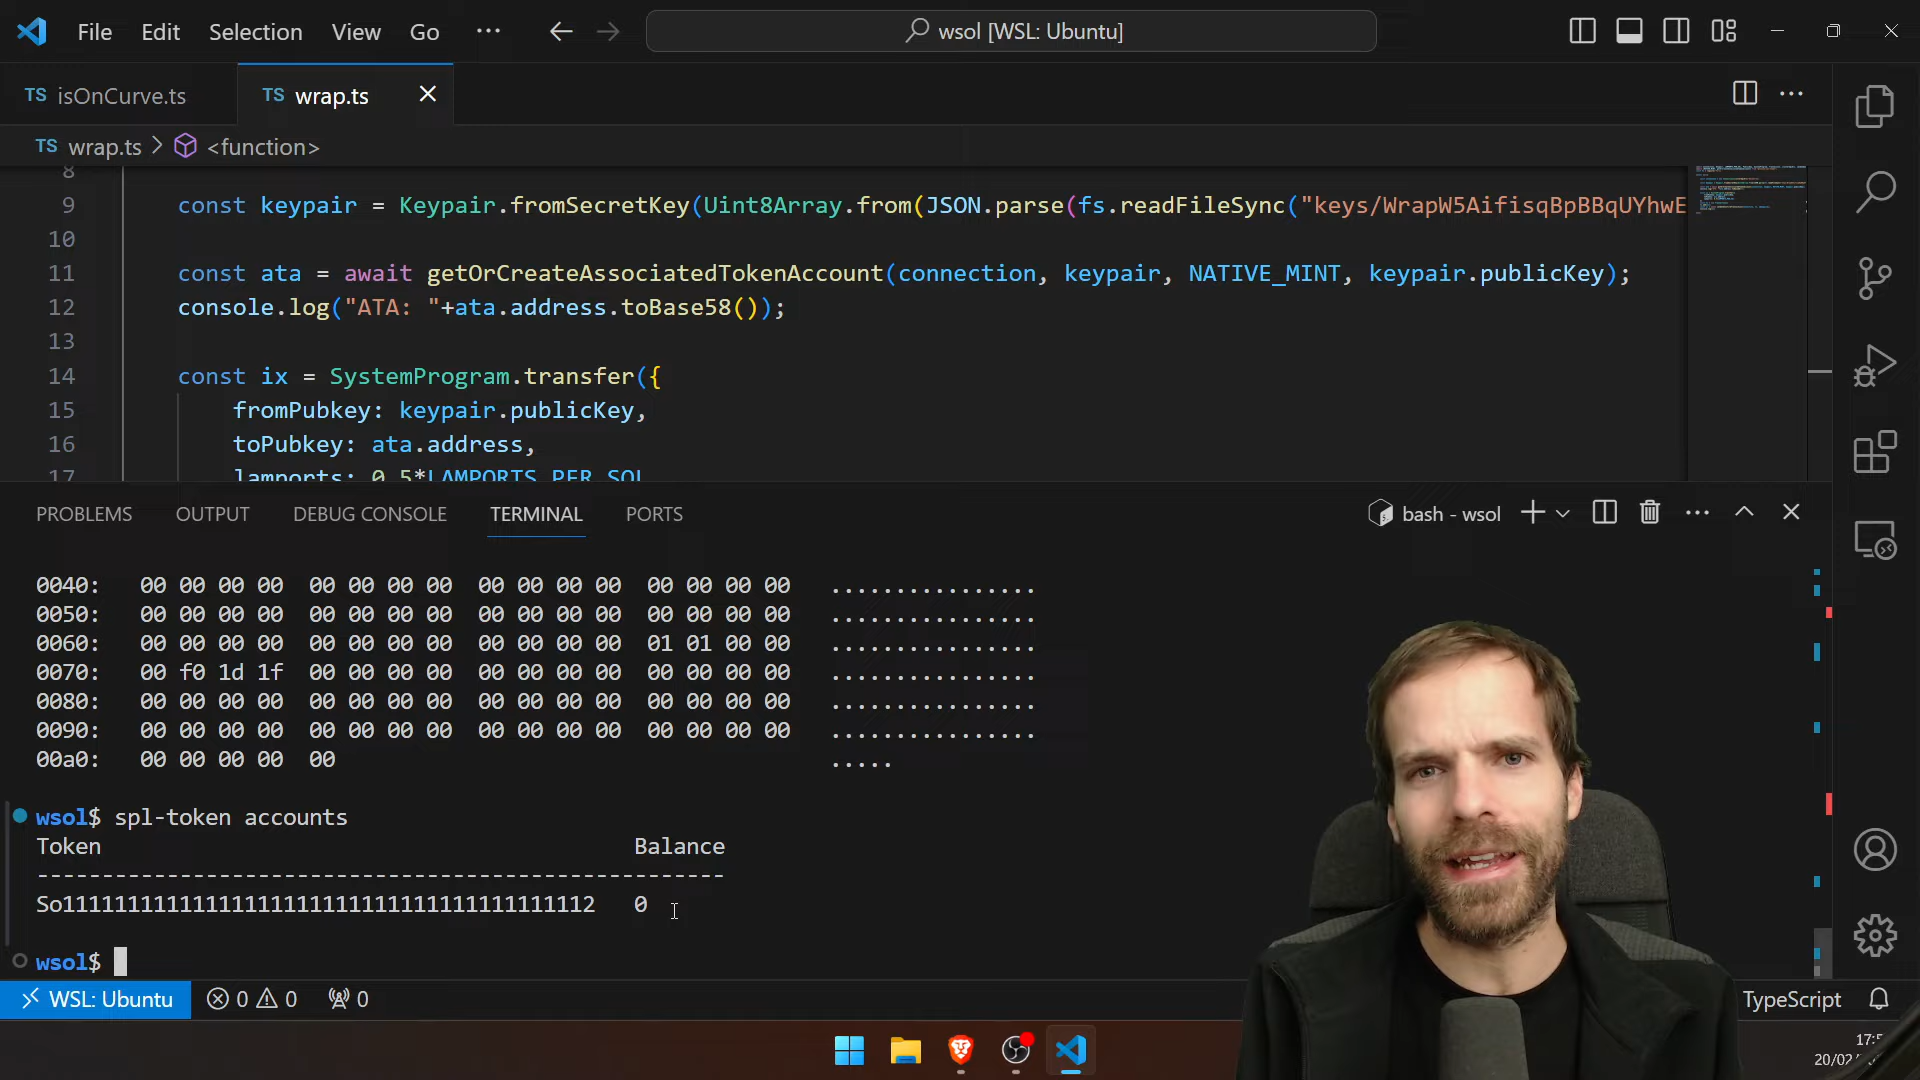 File Edit Selection View Go ··· wsol [WSL: Ubuntu]
TS isOnCurve.ts TS wrap.ts
TS wrap.ts > <function>
8
9 const keypair = Keypair.fromSecretKey(Uint8Array.from(JSON.parse(fs.readFileSync("keys/WrapW5AifisqBpBBqUYhwE
10
11 const ata = await getOrCreateAssociatedTokenAccount(connection, keypair, NATIVE_MINT, keypair.publicKey);
12 console.log("ATA: "+ata.address.toBase58());
13
14 const ix = SystemProgram.transfer({
15 fromPubkey: keypair.publicKey,
16 toPubkey: ata.address,
17 lamports: 0.5*LAMPORTS_PER_SOL
PROBLEMS OUTPUT DEBUG CONSOLE TERMINAL PORTS bash - wsol
0040: 00 00 00 00 00 00 00 00 00 00 00 00 00 00 00 00 ................
0050: 00 00 00 00 00 00 00 00 00 00 00 00 00 00 00 00 ................
0060: 00 00 00 00 00 00 00 00 00 00 00 00 01 01 00 00 ................
0070: 00 f0 1d 1f 00 00 00 00 00 00 00 00 00 00 00 00 ................
0080: 00 00 00 00 00 00 00 00 00 00 00 00 00 00 00 00 ................
0090: 00 00 00 00 00 00 00 00 00 00 00 00 00 00 00 00 ................
00a0: 00 00 00 00 00 .....
wsol$ spl-token accounts
Token Balance
-----------------------------------------------------
So11111111111111111111111111111111111111112 0
wsol$
WSL: Ubuntu 0 0 0 TypeScript
17:5
20/02/